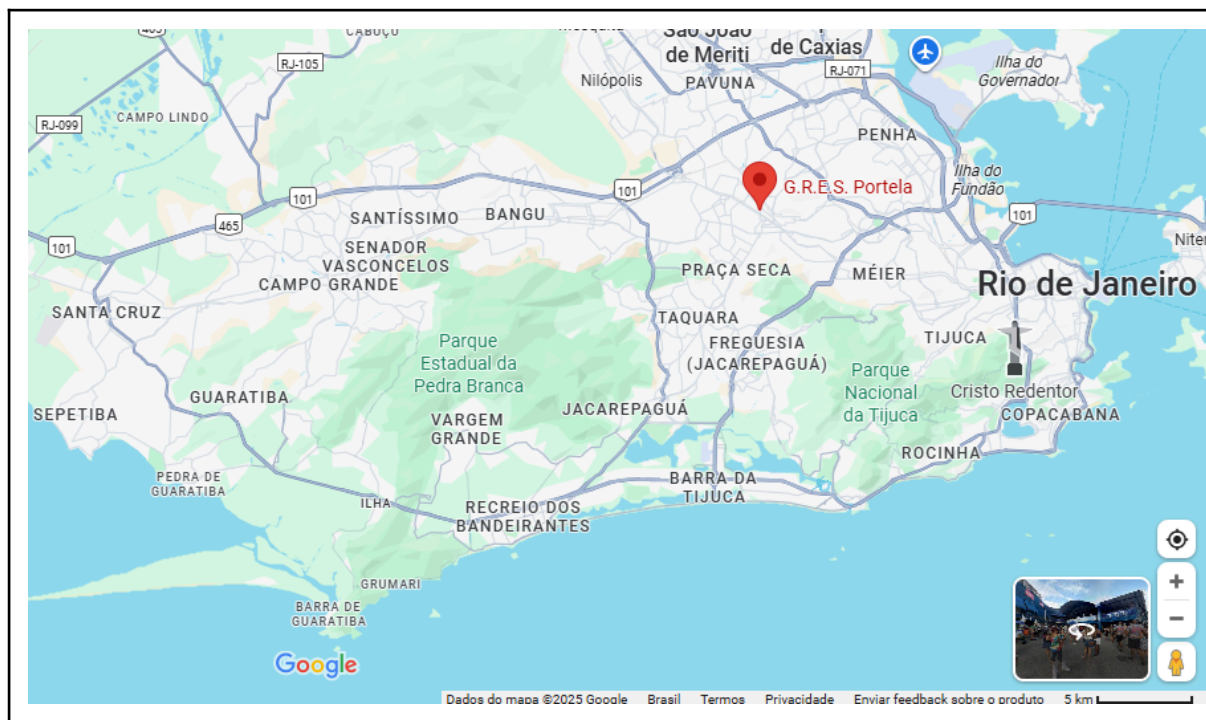 465
CABUÇU
Mesquita
São João
de Meriti
de Caxias
RJ-105
Nilópolis
PAVUNA
RJ-071
Ilha do
Governador
RJ-099
CAMPO LINDO
PENHA
Ilha do
Fundão
G.R.E.S. Portela
101
101
101
SANTÍSSIMO
BANGU
465
101
Niter
SENADOR
VASCONCELOS
CAMPO GRANDE
PRAÇA SECA
MÉIER
Rio de Janeiro
SANTA CRUZ
TAQUARA
TIJUCA
FREGUESIA
(JACAREPAGUÁ)
Parque
Estadual da
Pedra Branca
Parque
Nacional
da Tijuca
Cristo Redentor
GUARATIBA
SEPETIBA
VARGEM
GRANDE
JACAREPAGUÁ
COPACABANA
ROCINHA
PEDRA DE
GUARATIBA
BARRA DA
TIJUCA
ILHA
RECREIO DOS
BANDEIRANTES
GRUMARI
BARRA DE
GUARATIBA
Google
Dados do mapa ©2025 Google Brasil Termos Privacidade Enviar feedback sobre o produto 5 km